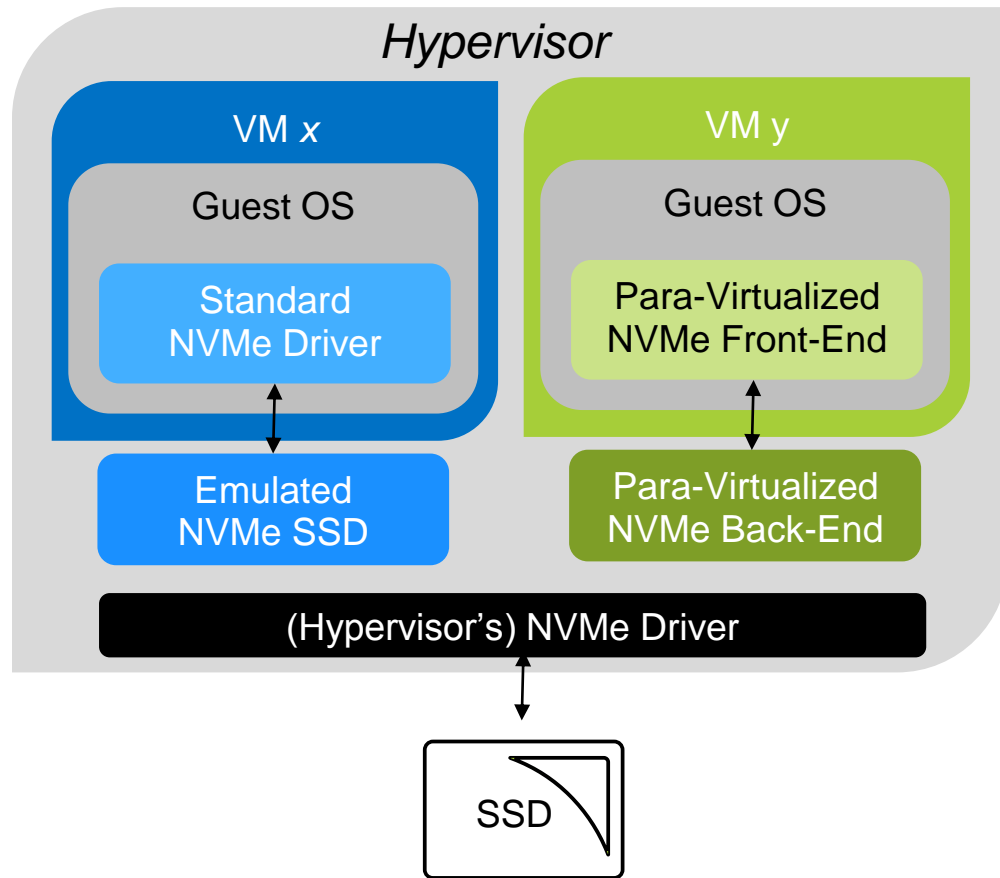 Hypervisor
VM x
Guest OS
Standard
NVMe Driver
Emulated
NVMe SSD
VM y
Guest OS
Para-Virtualized
NVMe Front-End
Para-Virtualized
NVMe Back-End
(Hypervisor's) NVMe Driver
SSD